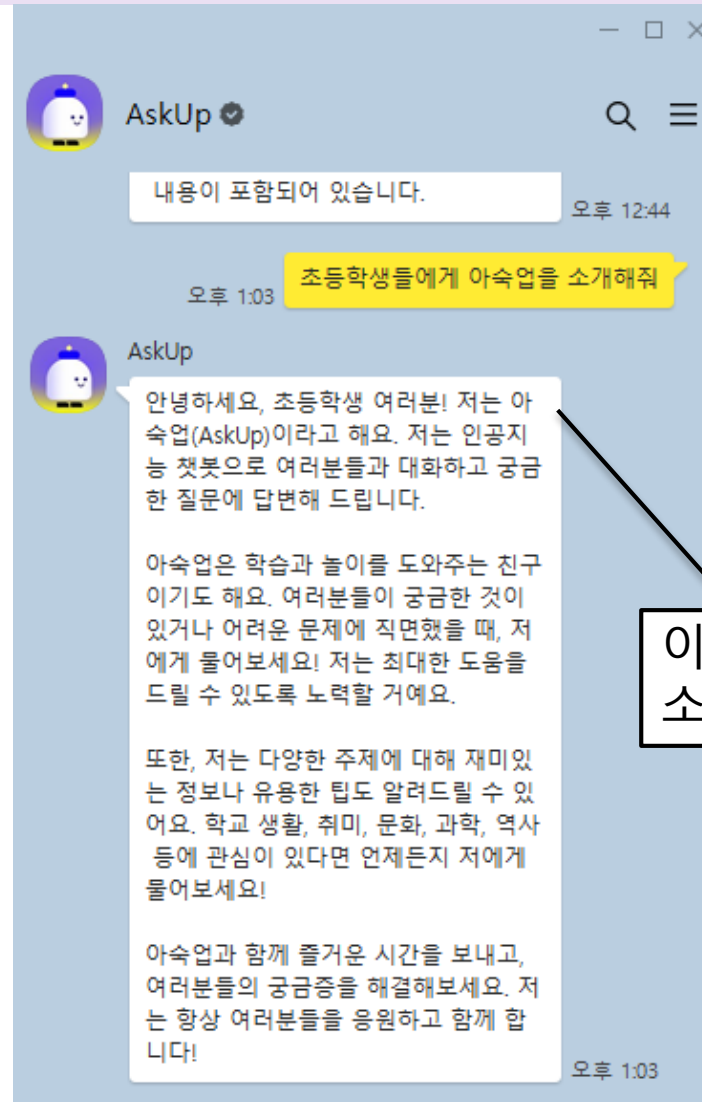 AskUp
내용이 포함되어 있습니다.
오후 12:44
초등학생들에게 아숙업을 소개해줘
오후 1:03
AskUp
안녕하세요, 초등학생 여러분! 저는 아
숙업(AskUp)이라고 해요. 저는 인공지
능 챗봇으로 여러분들과 대화하고 궁금
한 질문에 답변해 드립니다.
아숙업은 학습과 놀이를 도와주는 친구
이기도 해요. 여러분들이 궁금한 것이
있거나 어려운 문제에 직면했을 때, 저
에게 물어보세요! 저는 최대한 도움을
드릴 수 있도록 노력할 거예요.
또한, 저는 다양한 주제에 대해 재미있
는 정보나 유용한 팁도 알려드릴 수 있
어요. 학교 생활, 취미, 문화, 과학, 역사
등에 관심이 있다면 언제든지 저에게
물어보세요!
아숙업과 함께 즐거운 시간을 보내고,
여러분들의 궁금증을 해결해보세요. 저
는 항상 여러분들을 응원하고 함께 합
니다!
오후 1:03
이
소